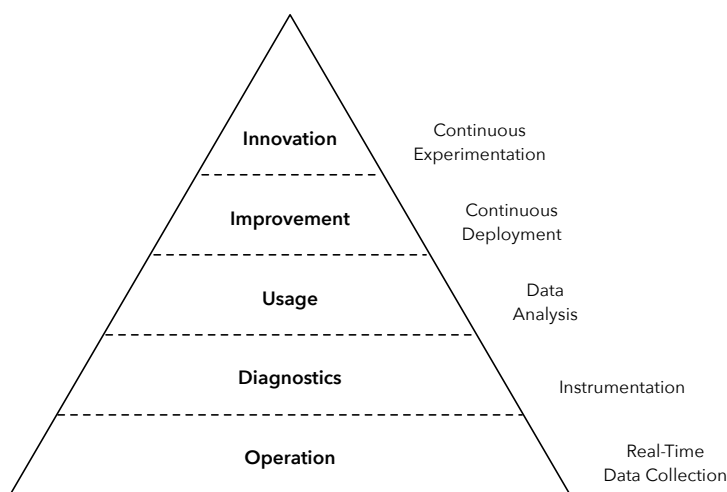 Innovation
Continuous
Experimentation
Improvement
Continuous
Deployment
Usage
Data
Analysis
Diagnostics
Instrumentation
Operation
Real-Time
Data Collection